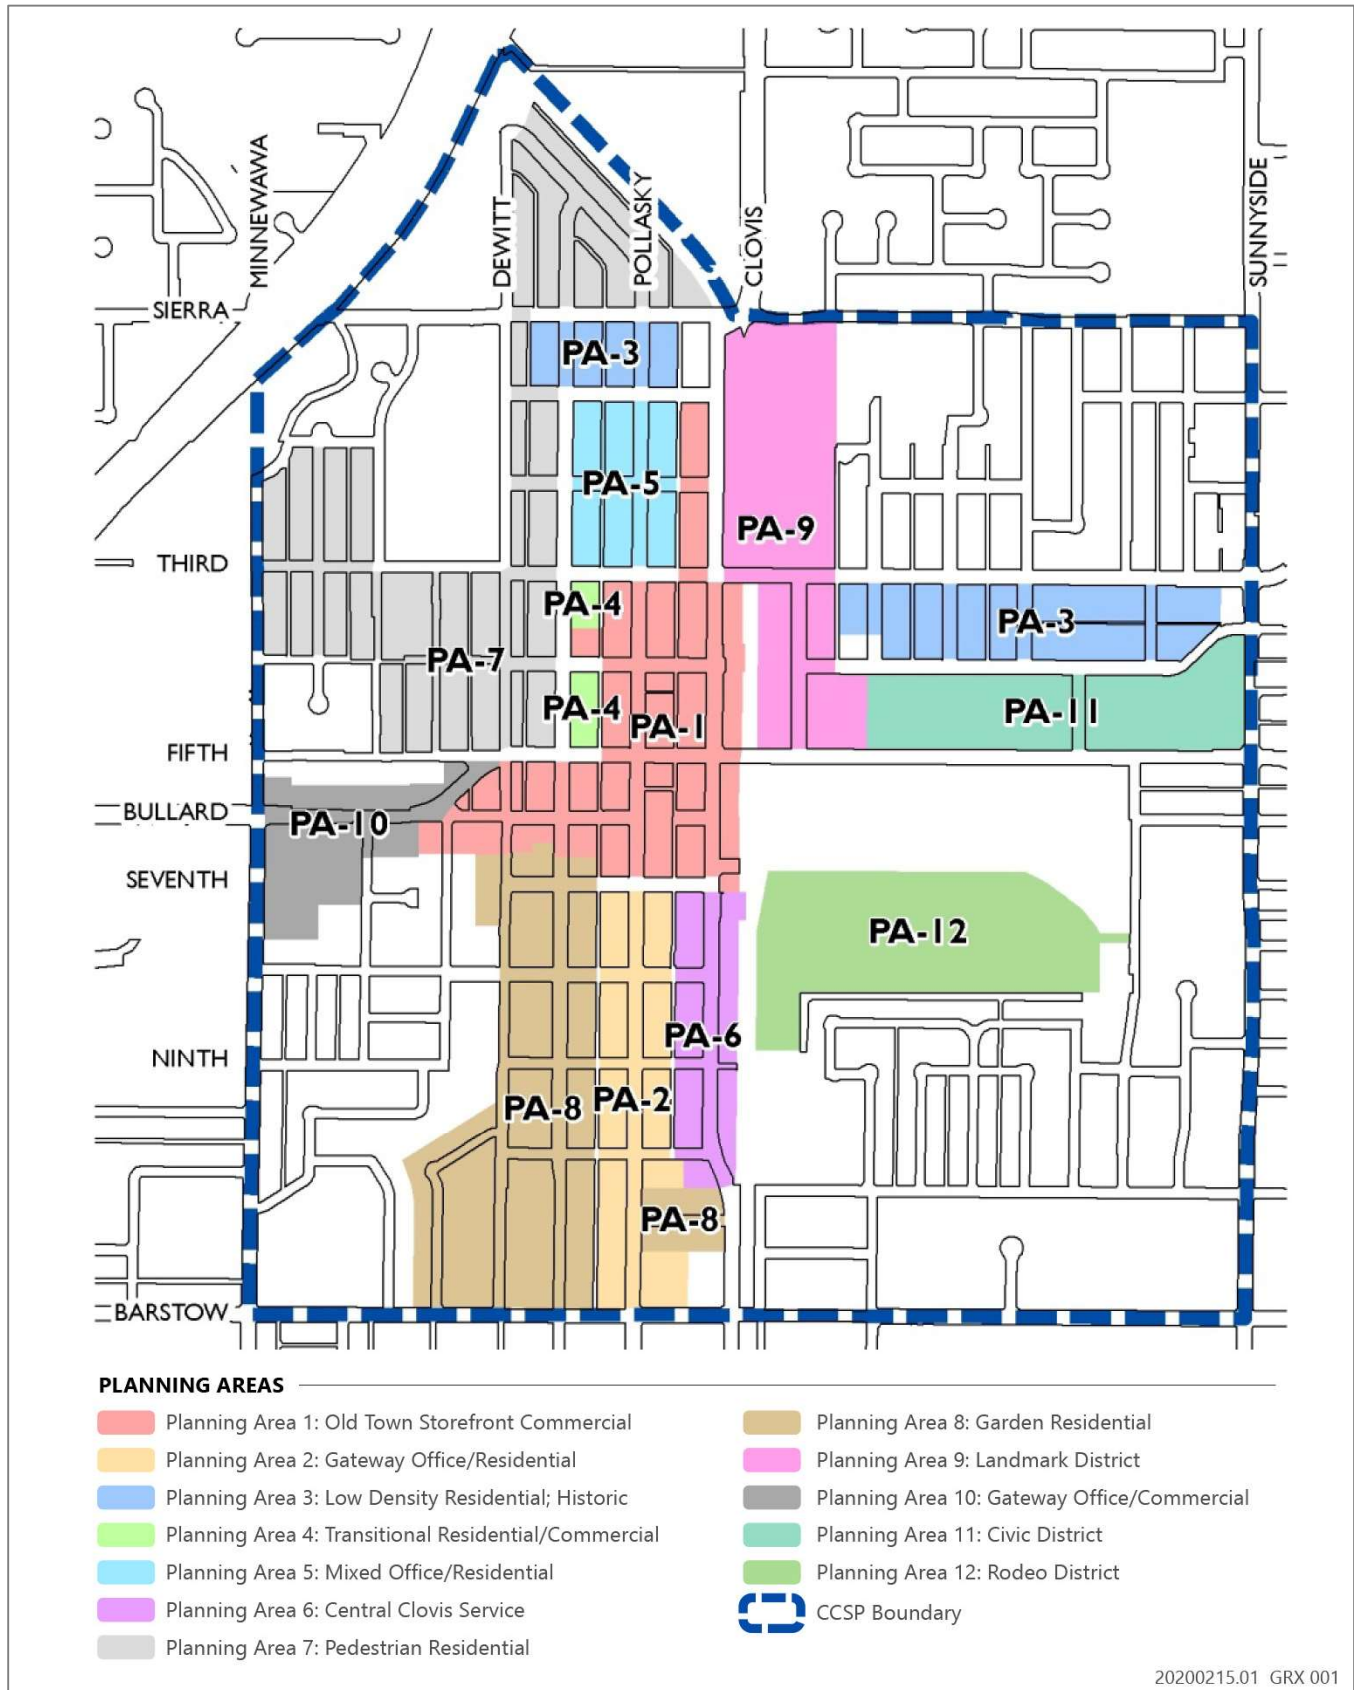 MINNEWAWA
DEWITT
POLLASKY
CLOVIS
SUNNYSIDE
SIERRA
PA-3
PA-5
PA-9
THIRD
PA-4
PA-3
PA-7
PA-4
PA-1
PA-11
FIFTH
BULLARD
PA-10
SEVENTH
PA-12
PA-6
NINTH
PA-8
PA-2
PA-8
BARSTOW
PLANNING AREAS
Planning Area 1: Old Town Storefront Commercial
Planning Area 2: Gateway Office/Residential
Planning Area 3: Low Density Residential; Historic
Planning Area 4: Transitional Residential/Commercial
Planning Area 5: Mixed Office/Residential
Planning Area 6: Central Clovis Service
Planning Area 7: Pedestrian Residential
Planning Area 8: Garden Residential
Planning Area 9: Landmark District
Planning Area 10: Gateway Office/Commercial
Planning Area 11: Civic District
Planning Area 12: Rodeo District
CCSP Boundary
20200215.01 GRX 001